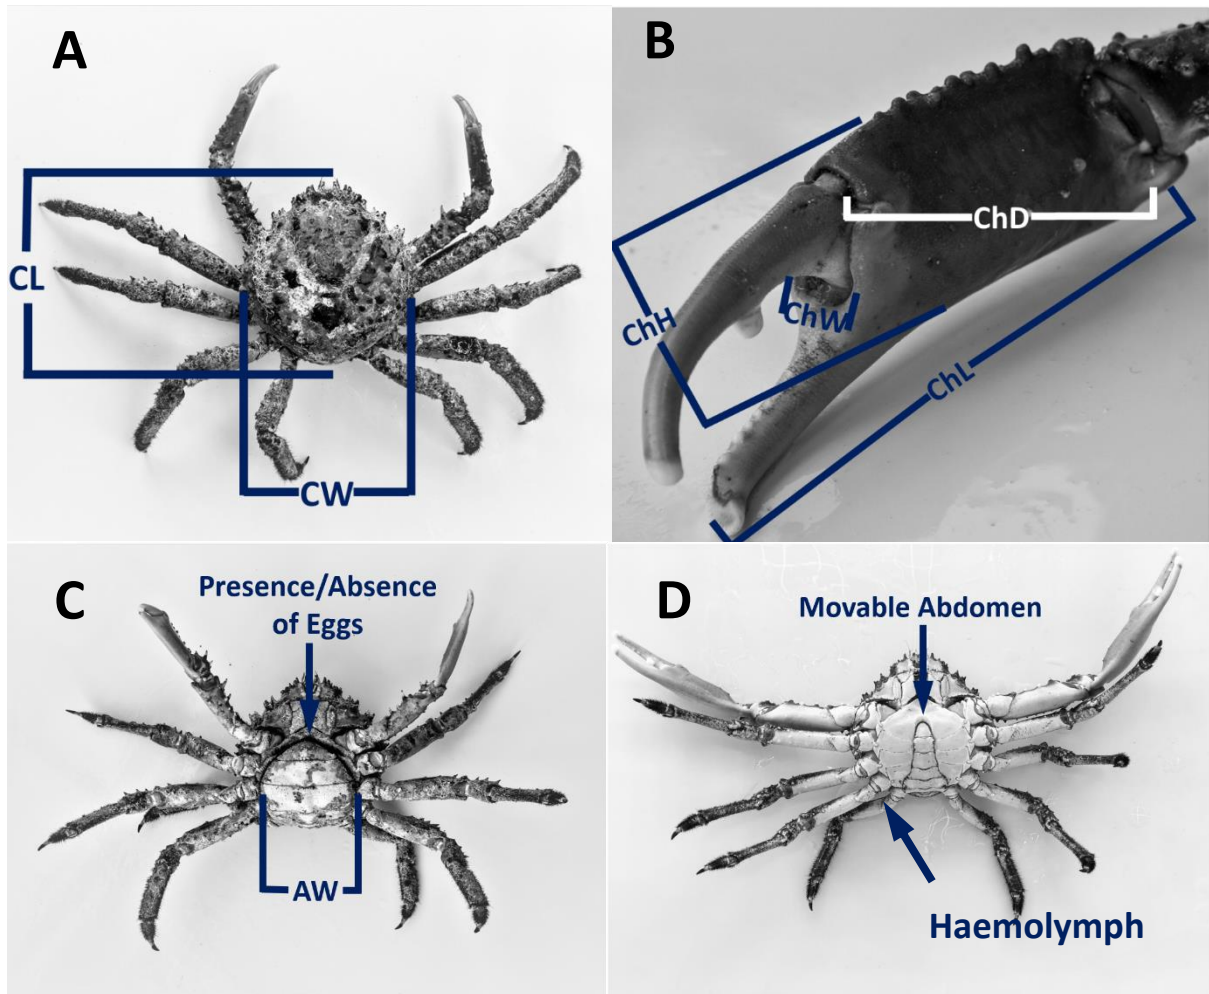 A
CL
CW
B
ChD
ChH
ChW
ChL
C
Presence/Absence
of Eggs
AW
D
Movable Abdomen
Haemolymph